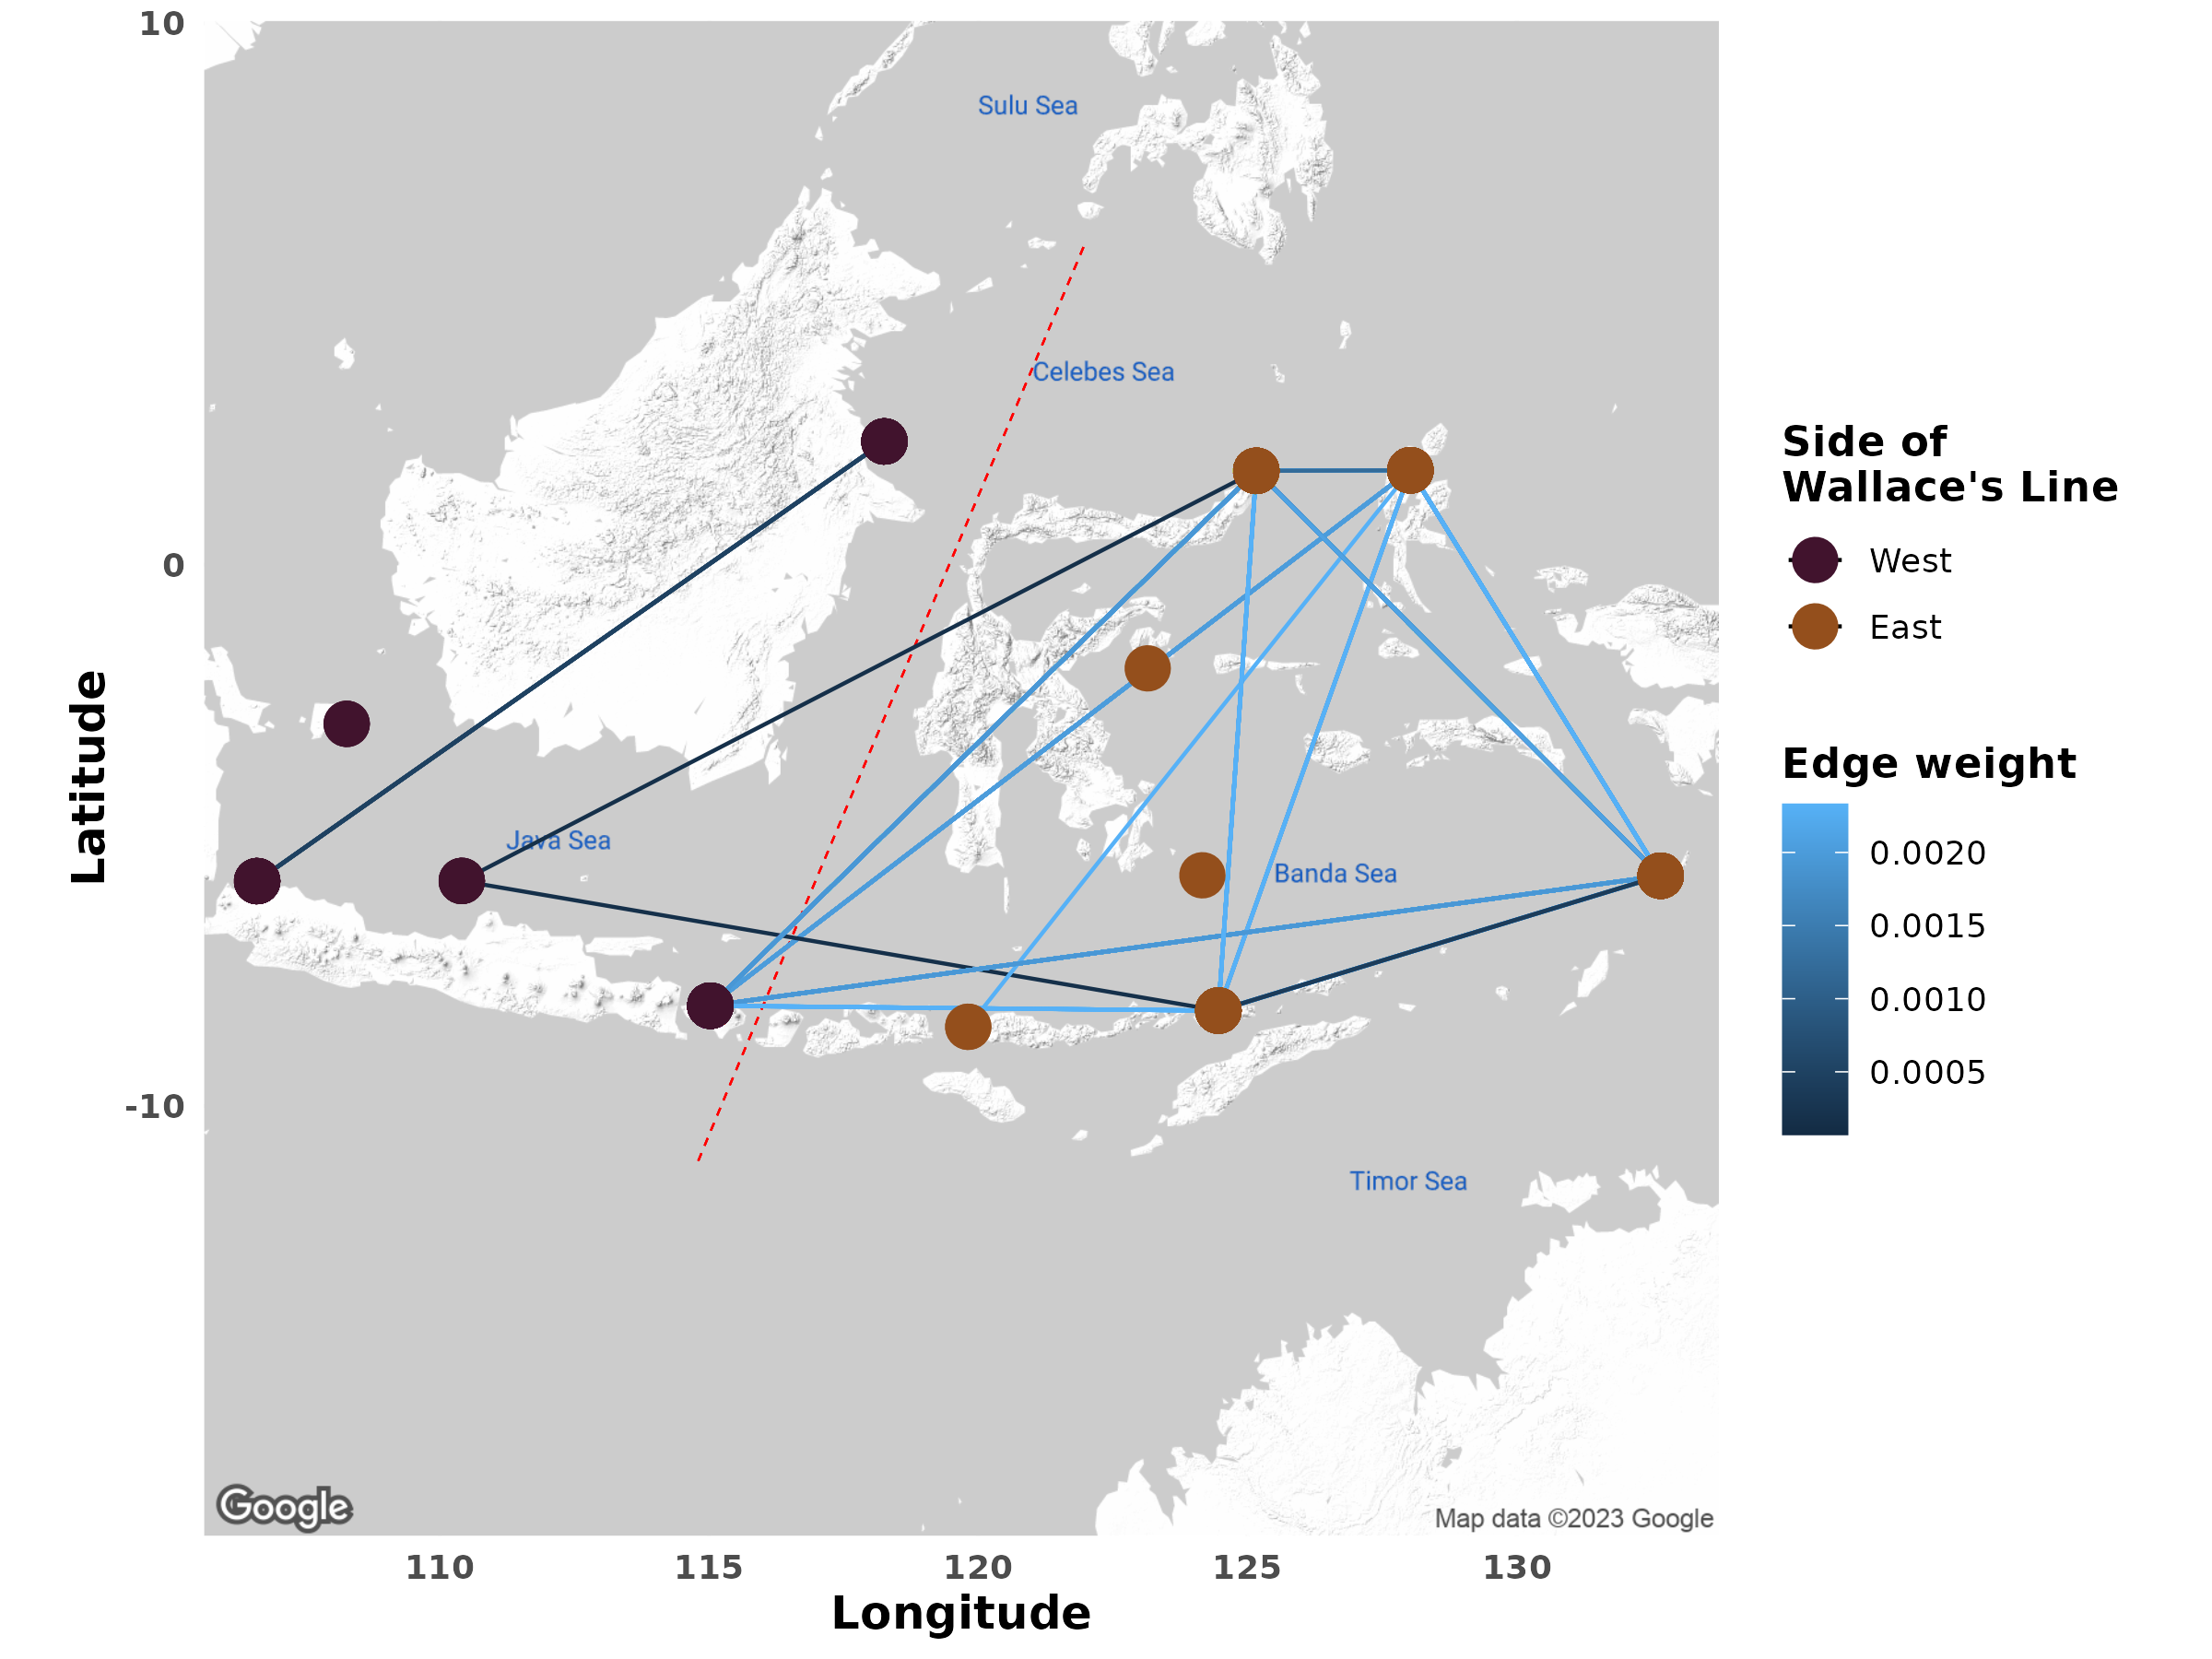 10
0
-10
Latitude
Sulu Sea
Celebes Sea
Java Sea
Banda Sea
Timor Sea
Google
Map data ©2023 Google
110
115
120
125
130
Longitude
Side of
Wallace's Line
West
East
Edge weight
0.0020
0.0015
0.0010
0.0005